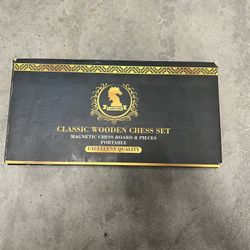 CLASSIC WOODEN CHESS SET
MAGNETIC CHESS BOARD & PIECES
PORTABLE
EXCELLENT QUALITY